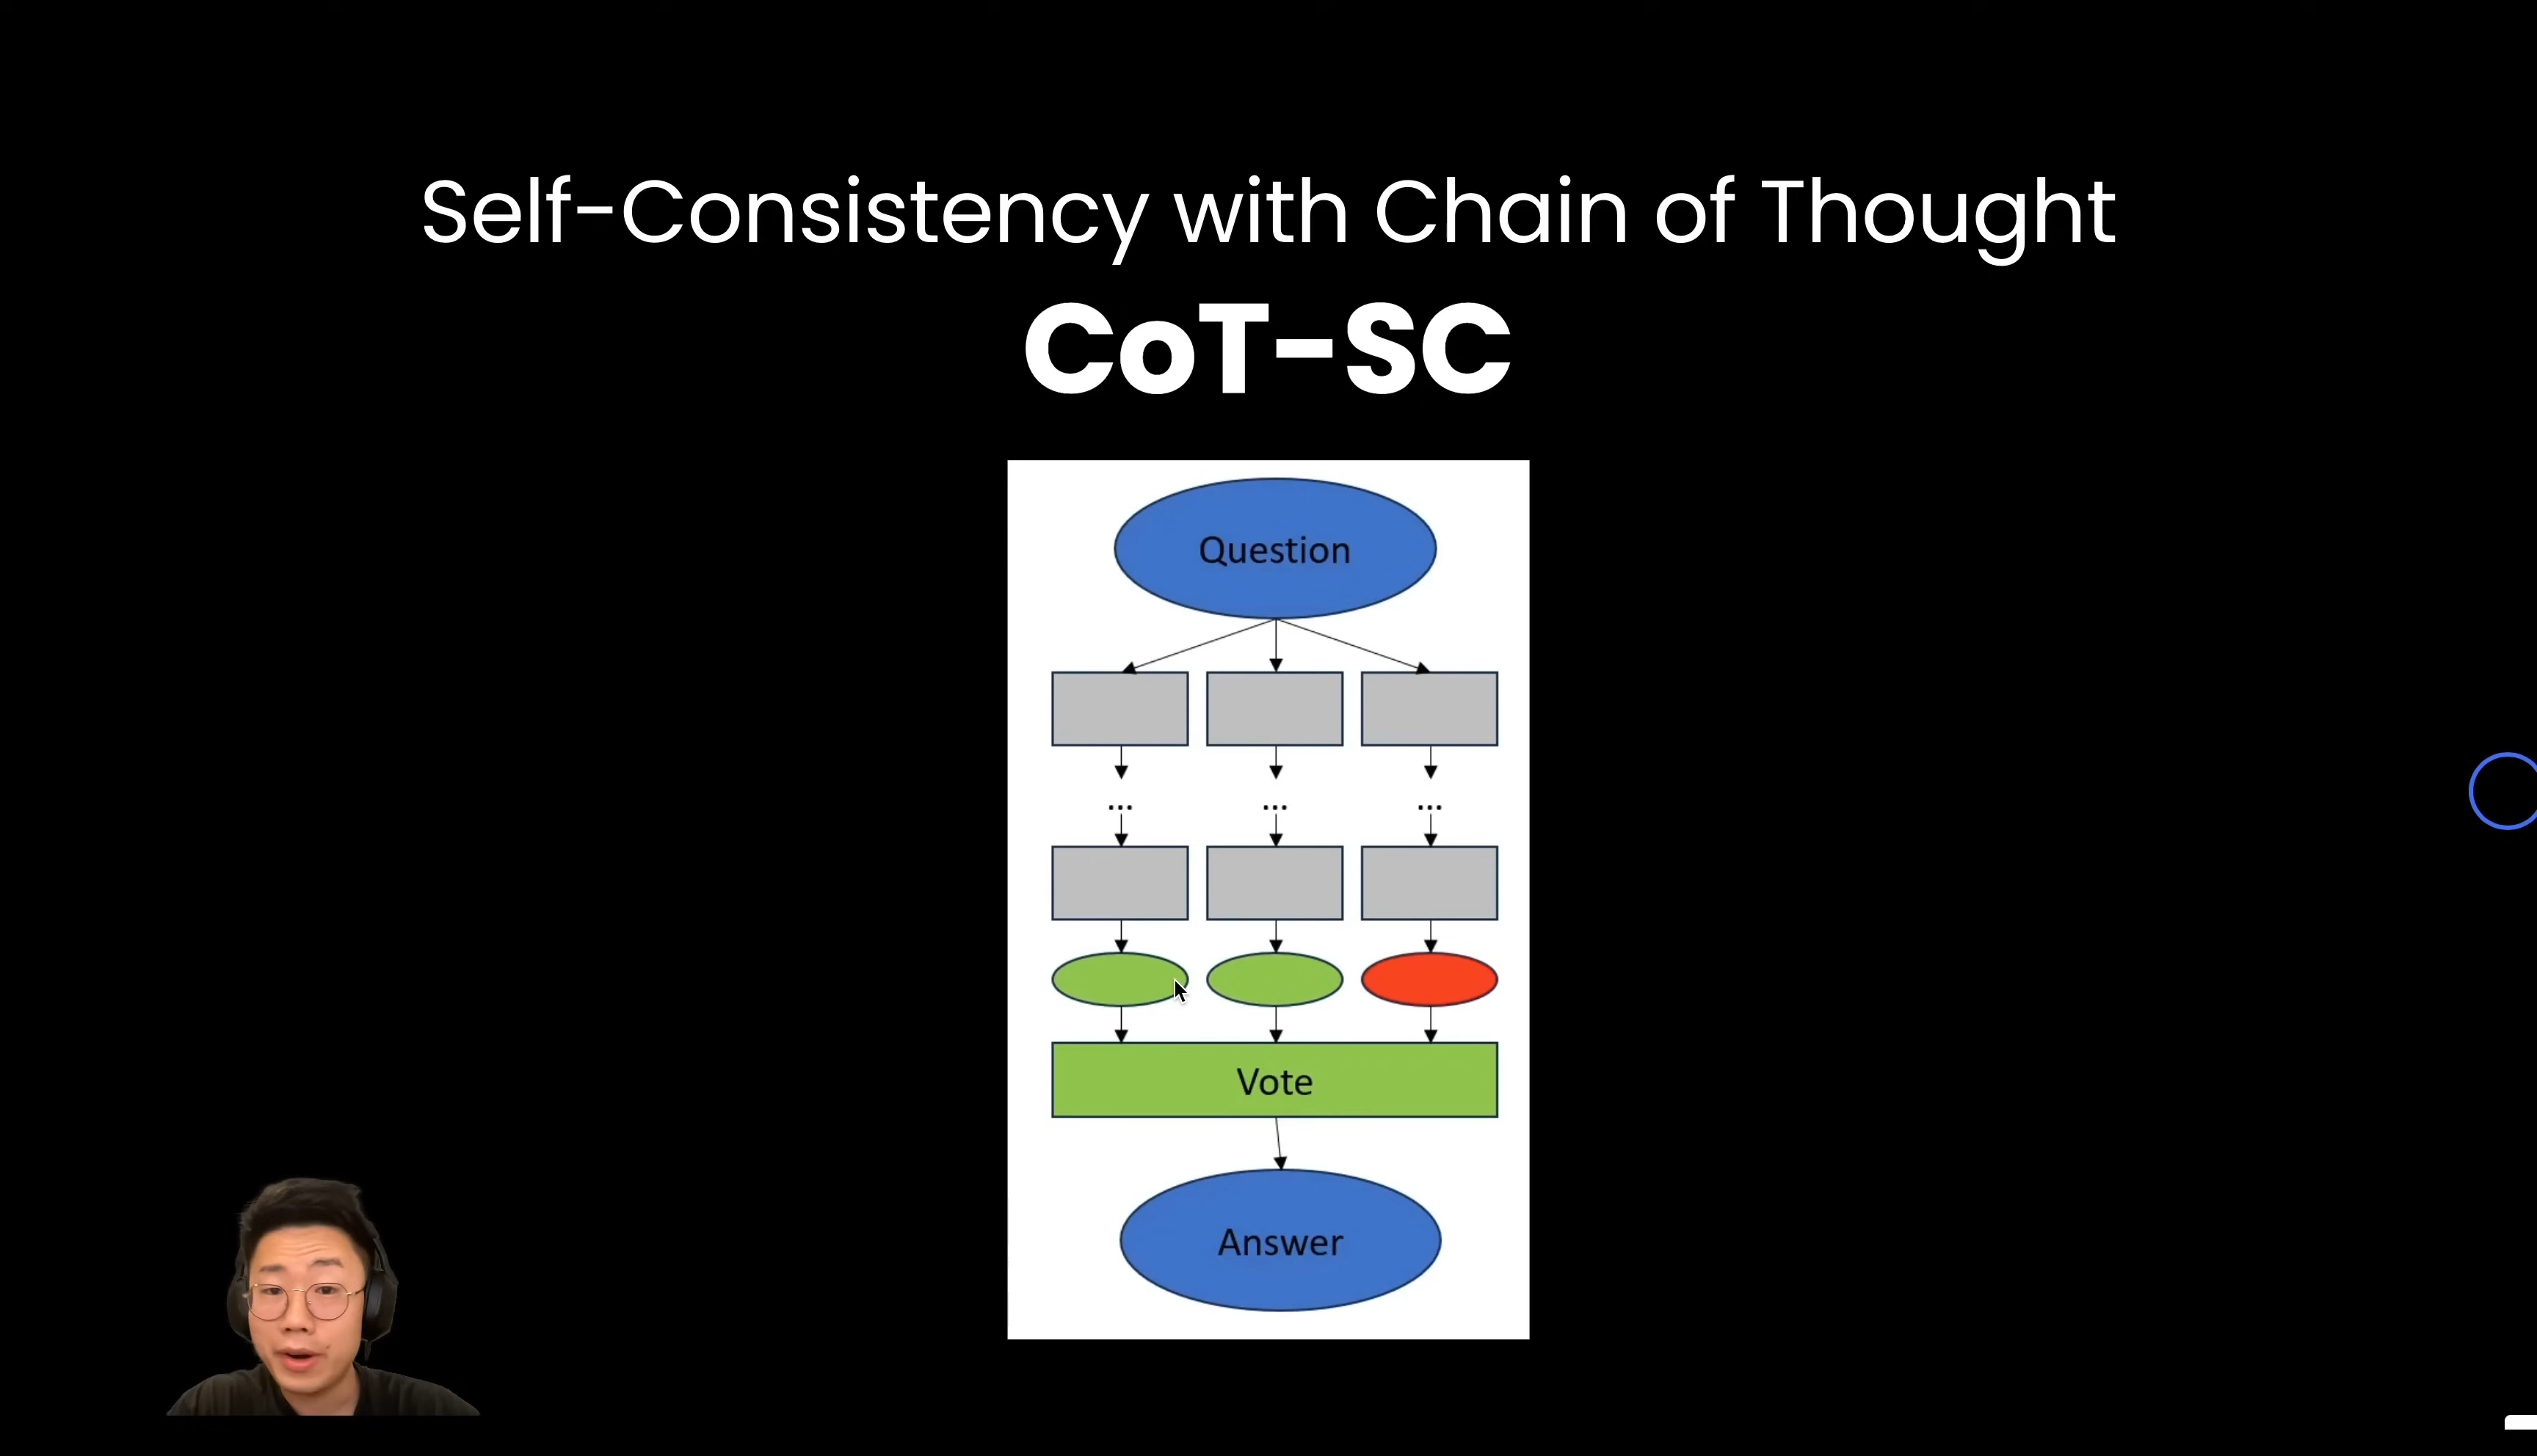 Self-Consistency with Chain of Thought
CoT-SC
Question
... ... ...
Vote
Answer